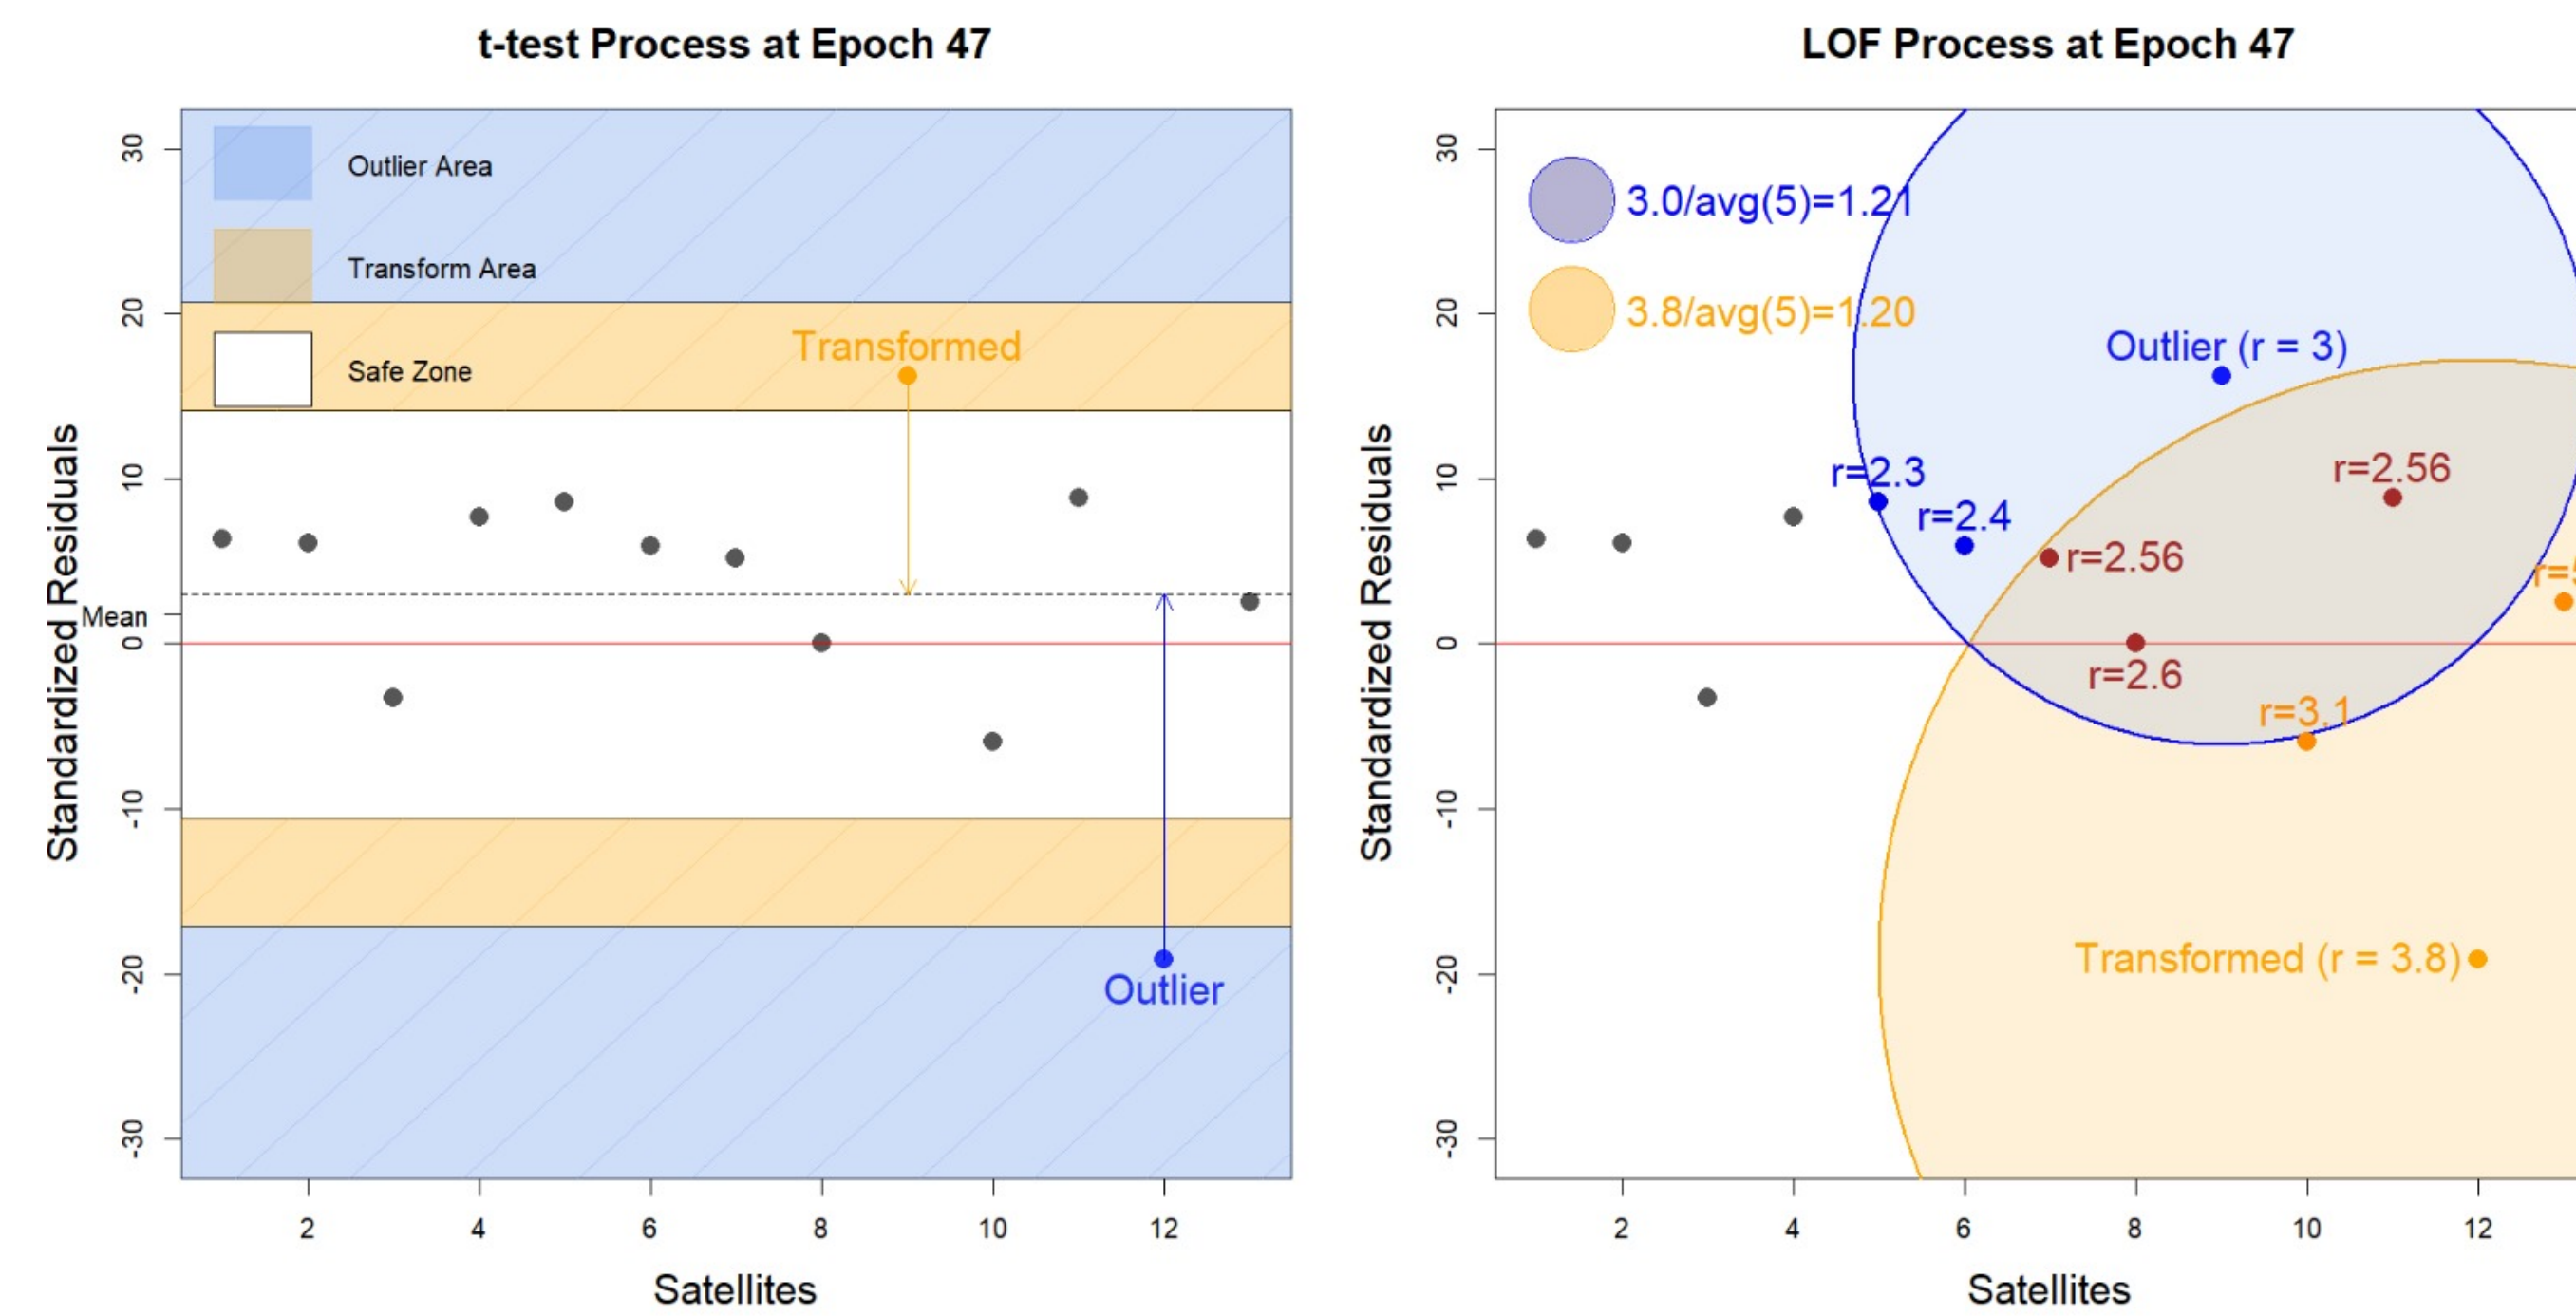 t-test Process at Epoch 47
Standardized Residuals
30
20
10
0
-10
-20
-30
Mean
Outlier Area
Transform Area
Safe Zone
Transformed
Outlier
2 4 6 8 10 12
Satellites
LOF Process at Epoch 47
Standardized Residuals
30
20
10
0
-10
-20
-30
3.0/avg(5)=1.21
3.8/avg(5)=1.20
Outlier (r = 3)
r=2.3
r=2.4
r=2.56
r=2.56
r=2.6
r=3.1
Transformed (r = 3.8)
2 4 6 8 10 12
Satellites